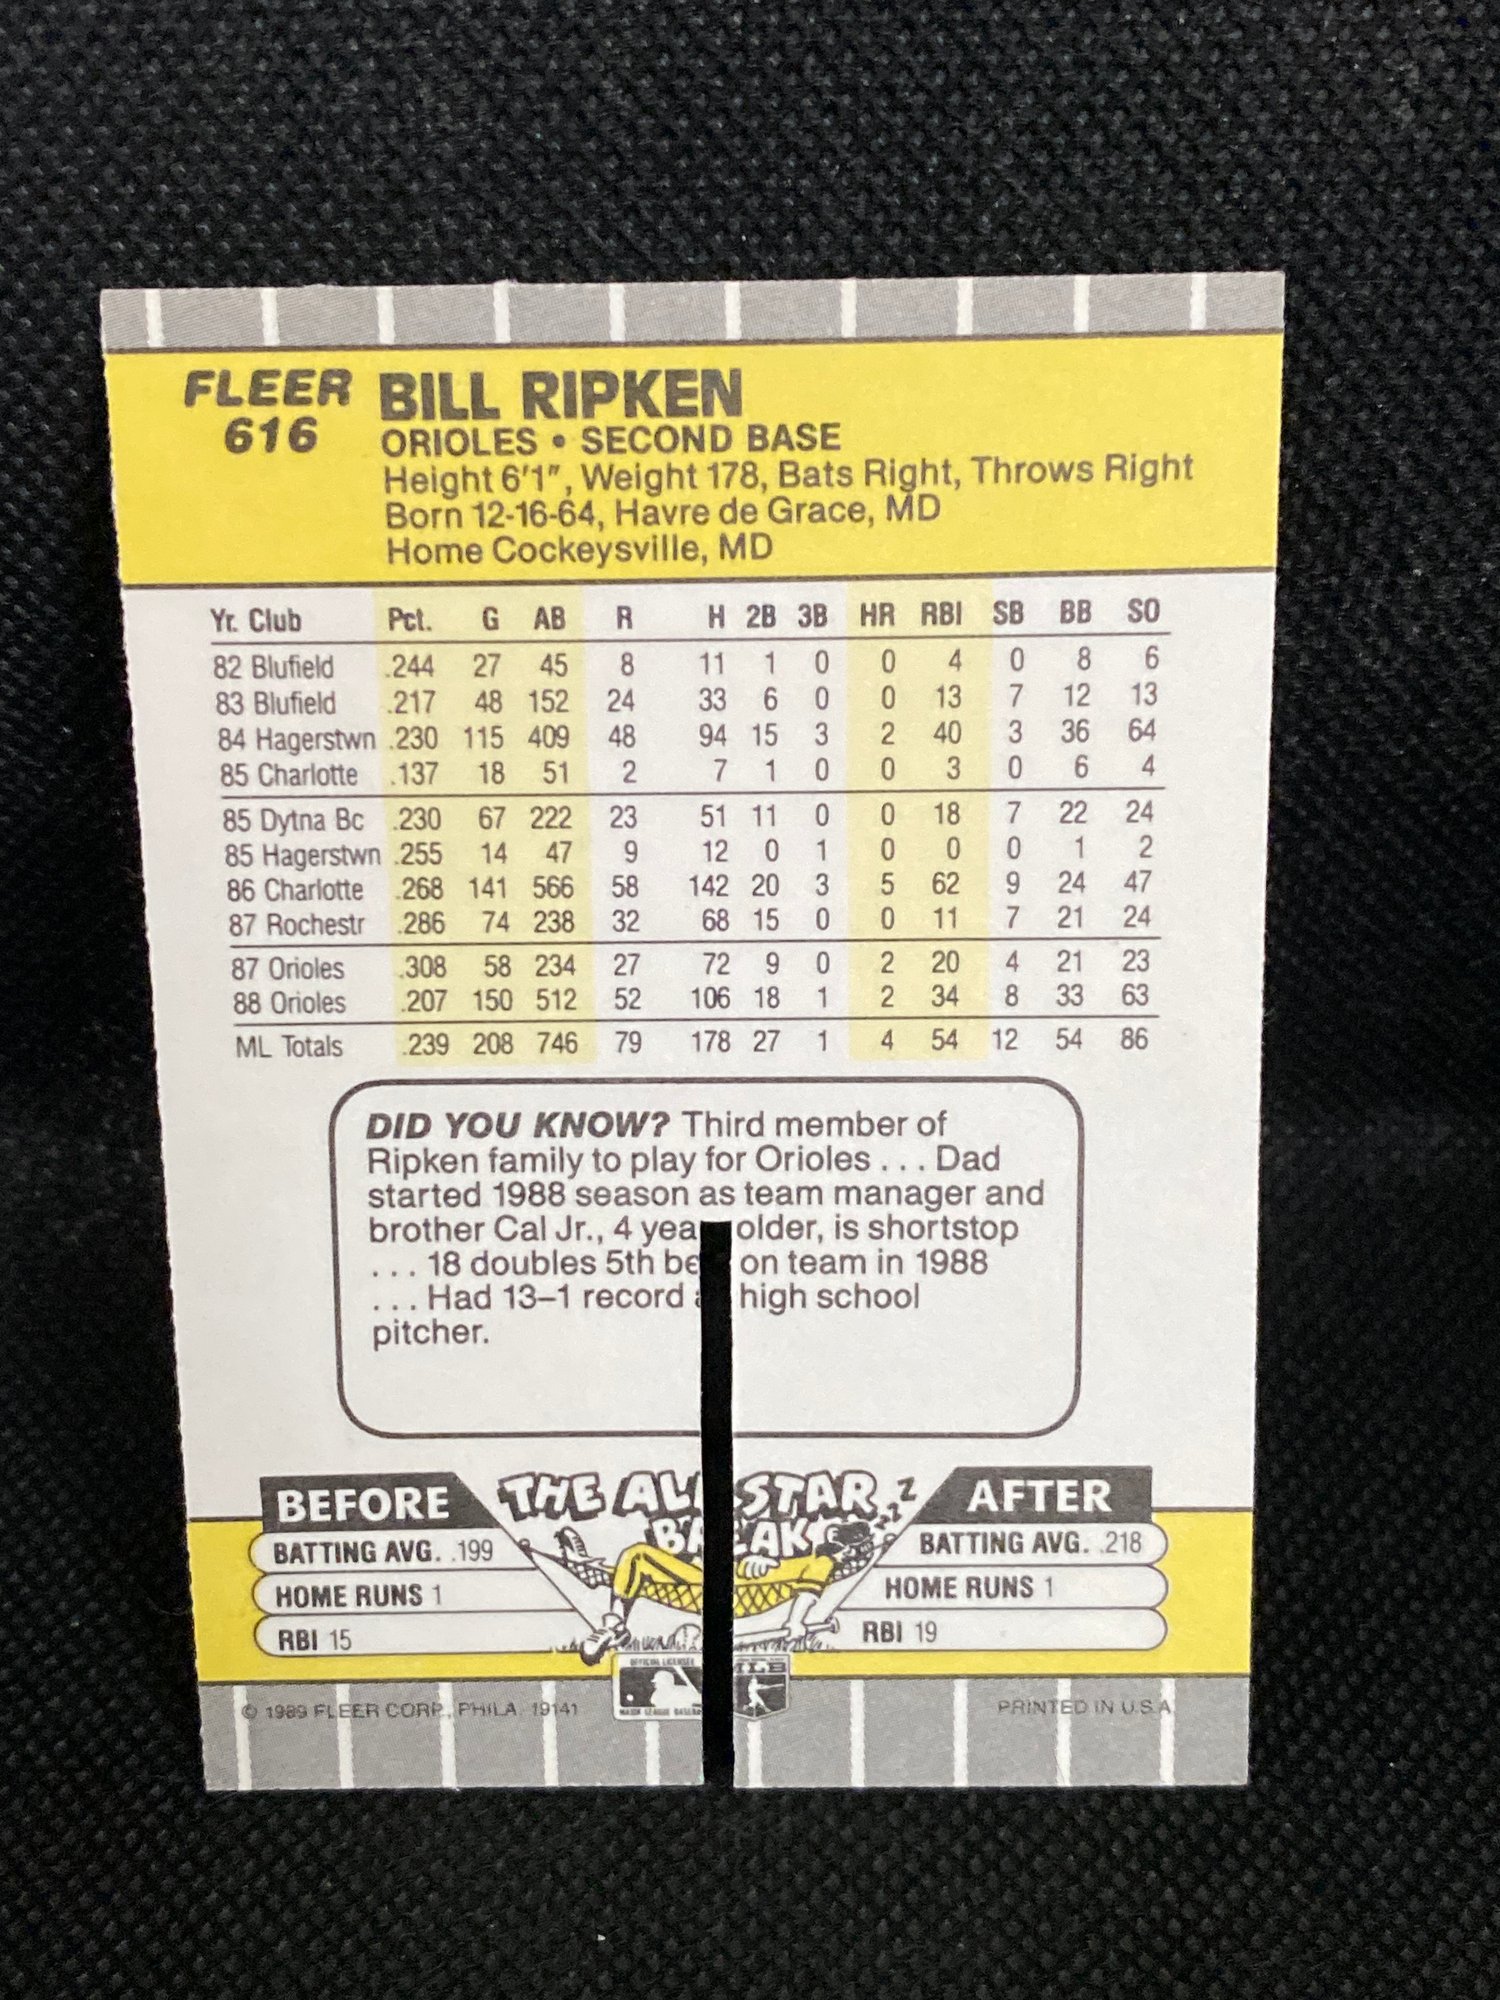 FLEER
616
BILL RIPKEN
ORIOLES • SECOND BASE
Height 6'1", Weight 178, Bats Right, Throws Right
Born 12-16-64, Havre de Grace, MD
Home Cockeysville, MD
Yr. Club Pct. G AB R H 2B 3B HR RBI SB BB SO
82 Blufield .244 27 45 8 11 1 0 0 4 0 8 6
83 Blufield .217 48 152 24 33 6 0 0 13 7 12 13
84 Hagerstwn .230 115 409 48 94 15 3 2 40 3 36 64
85 Charlotte .137 18 51 2 7 1 0 0 3 0 6 4
85 Dytna Bc .230 67 222 23 51 11 0 0 18 7 22 24
85 Hagerstwn .255 14 47 9 12 0 1 0 0 0 1 2
86 Charlotte .268 141 566 58 142 20 3 5 62 9 24 47
87 Rochestr .286 74 238 32 68 15 0 0 11 7 21 24
87 Orioles .308 58 234 27 72 9 0 2 20 4 21 23
88 Orioles .207 150 512 52 106 18 1 2 34 8 33 63
ML Totals .239 208 746 79 178 27 1 4 54 12 54 86
DID YOU KNOW? Third member of
Ripken family to play for Orioles . . . Dad
started 1988 season as team manager and
brother Cal Jr., 4 older, is shortstop
. . . 18 doubles 5th on team in 1988
. . . Had 13–1 record high school
pitcher.
BEFORE
BATTING AVG. .199
HOME RUNS 1
RBI 15
THE ALL STAR
BREAK
ZZZZ
AFTER
BATTING AVG. .218
HOME RUNS 1
RBI 19
© 1989 FLEER CORP., PHILA. 19141
PRINTED IN U.S.A.